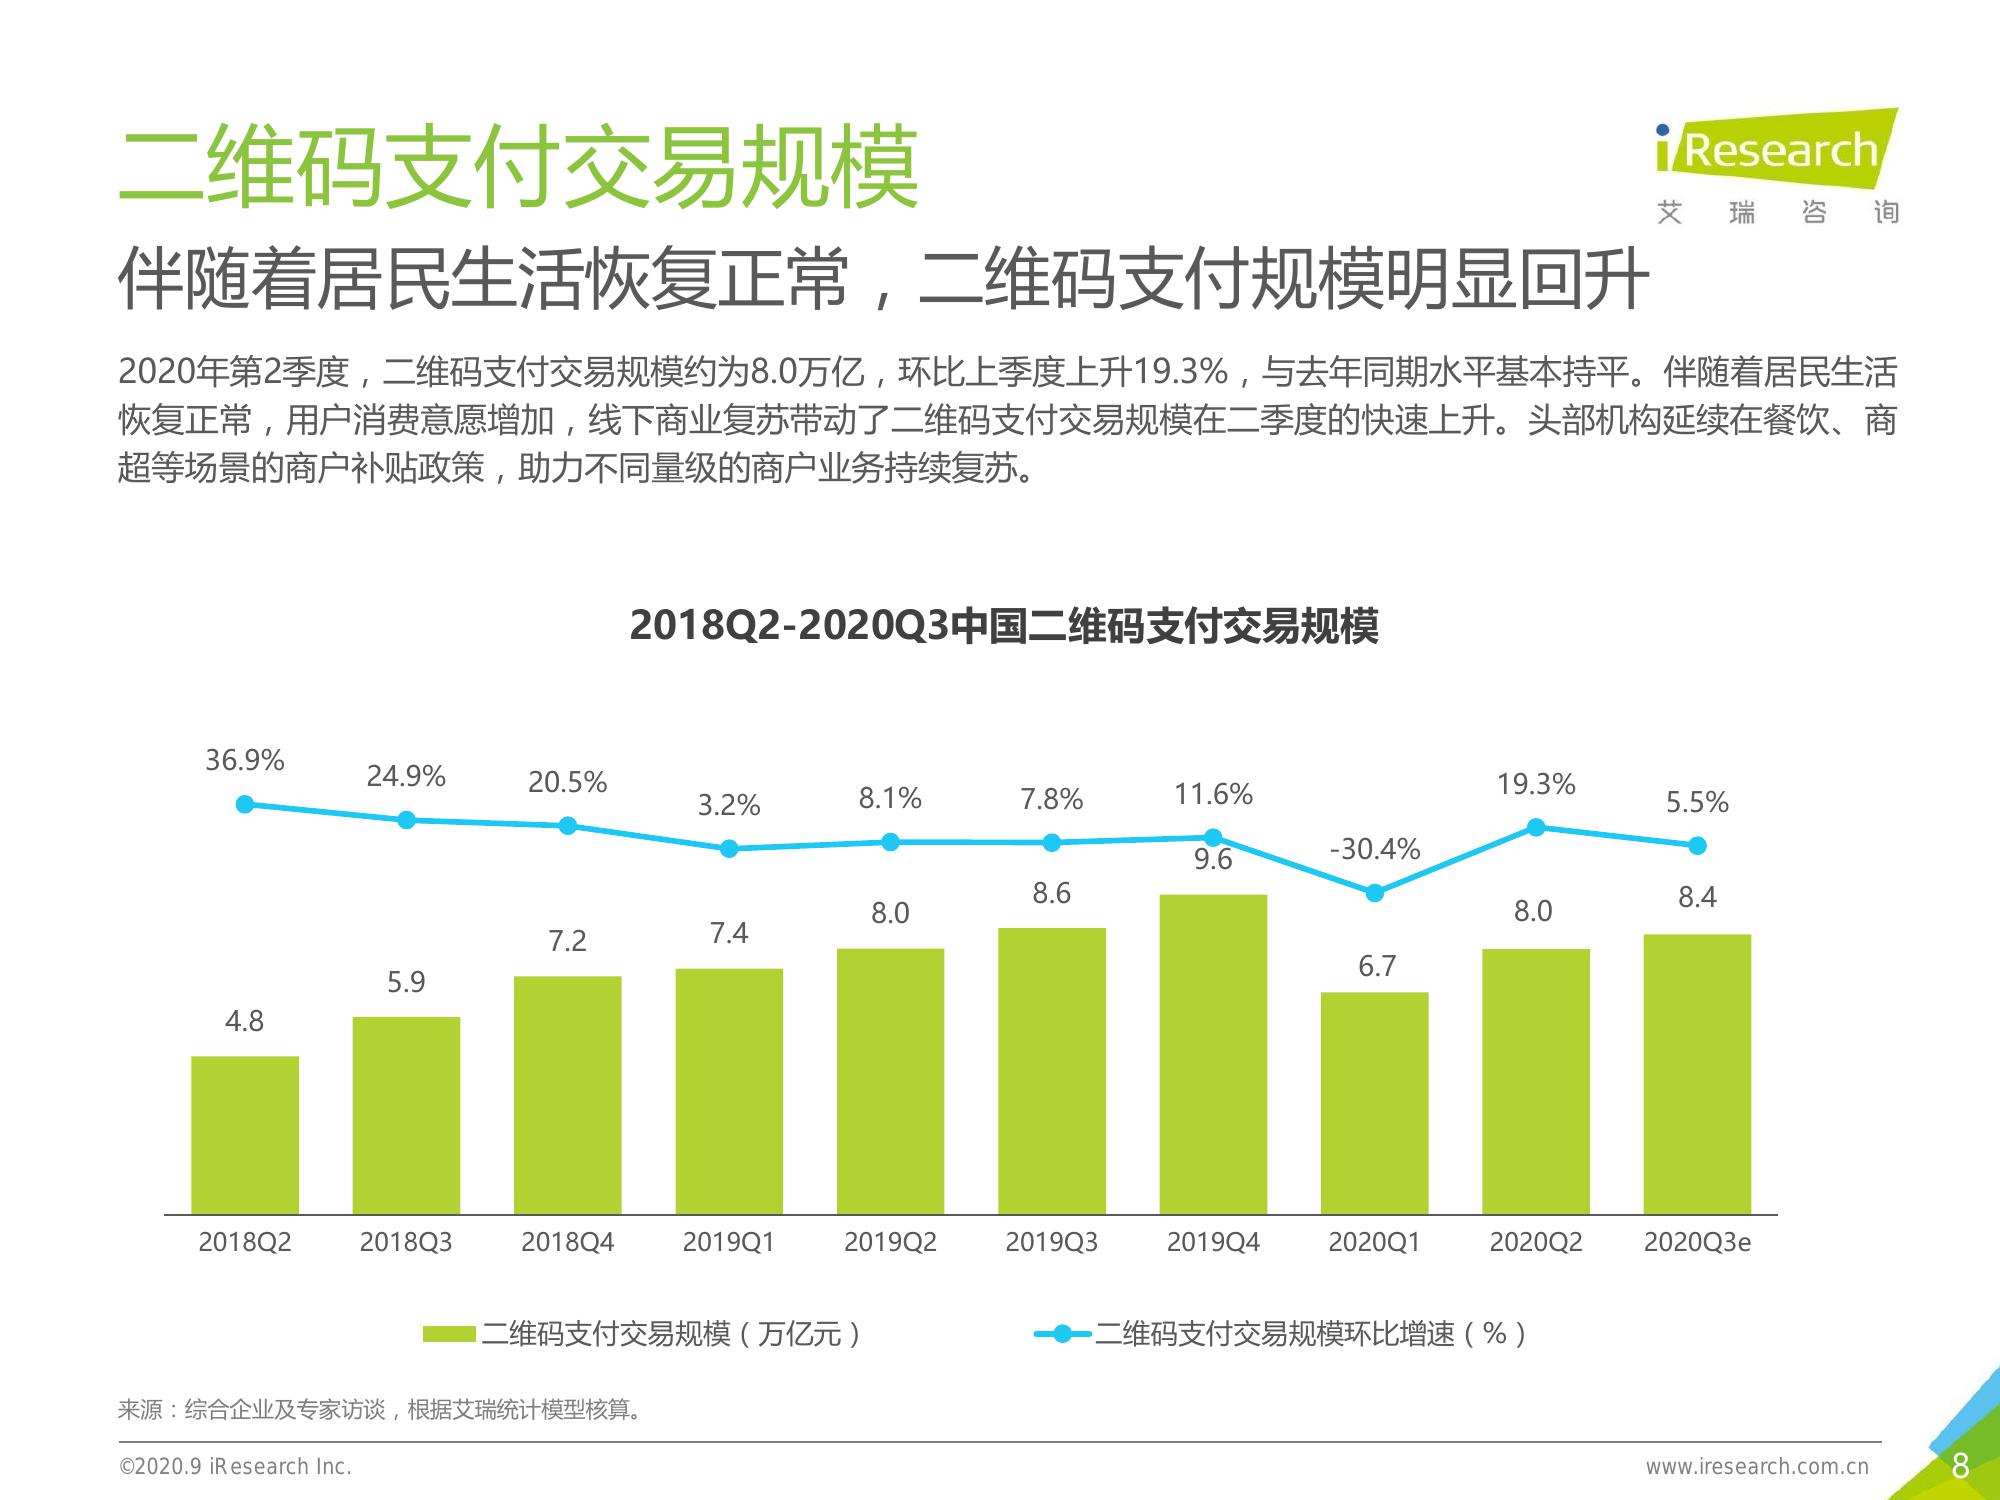 二维码支付交易规模
iResearch
艾瑞咨询
伴随着居民生活恢复正常，二维码支付规模明显回升
2020年第2季度，二维码支付交易规模约为8.0万亿，环比上季度上升19.3%，与去年同期水平基本持平。伴随着居民生活
恢复正常，用户消费意愿增加，线下商业复苏带动了二维码支付交易规模在二季度的快速上升。头部机构延续在餐饮、商
超等场景的商户补贴政策，助力不同量级的商户业务持续复苏。
2018Q2-2020Q3中国二维码支付交易规模
36.9% 24.9% 20.5% 3.2% 8.1% 7.8% 11.6% -30.4% 19.3% 5.5%
4.8 5.9 7.2 7.4 8.0 8.6 9.6 6.7 8.0 8.4
2018Q2 2018Q3 2018Q4 2019Q1 2019Q2 2019Q3 2019Q4 2020Q1 2020Q2 2020Q3e
二维码支付交易规模（万亿元） 二维码支付交易规模环比增速（%）
来源：综合企业及专家访谈，根据艾瑞统计模型核算。
©2020.9 iResearch Inc. www.iresearch.com.cn 8